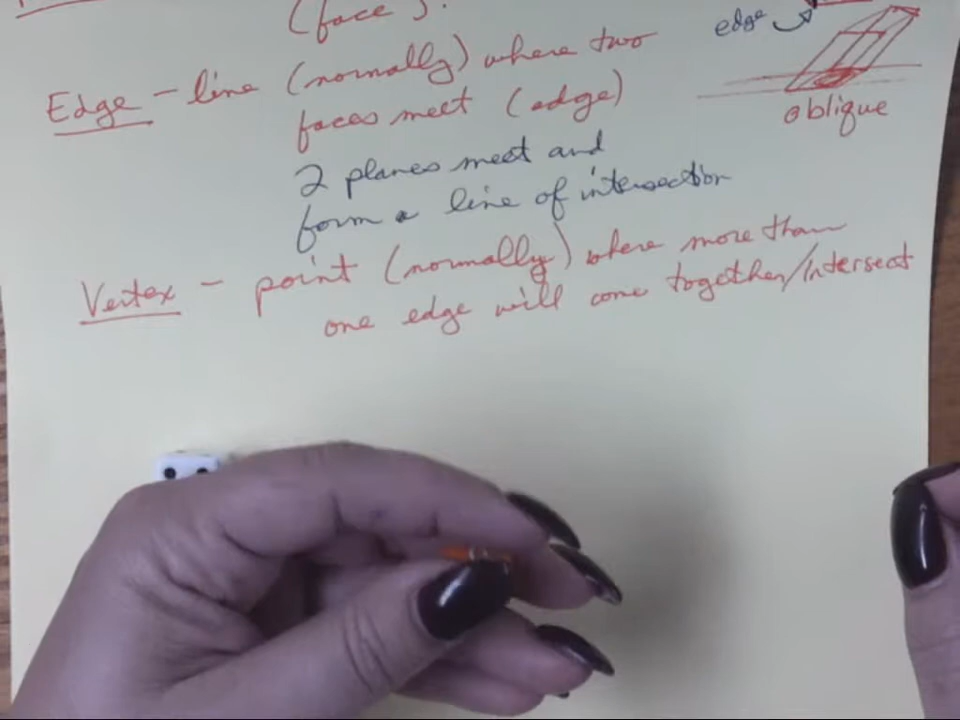 (face).
edge
Edge - line (normally) where two
faces meet (edge)
oblique
2 planes meet and
form a line of intersection
Vertex - point (normally) where more than
one edge will come together/intersect